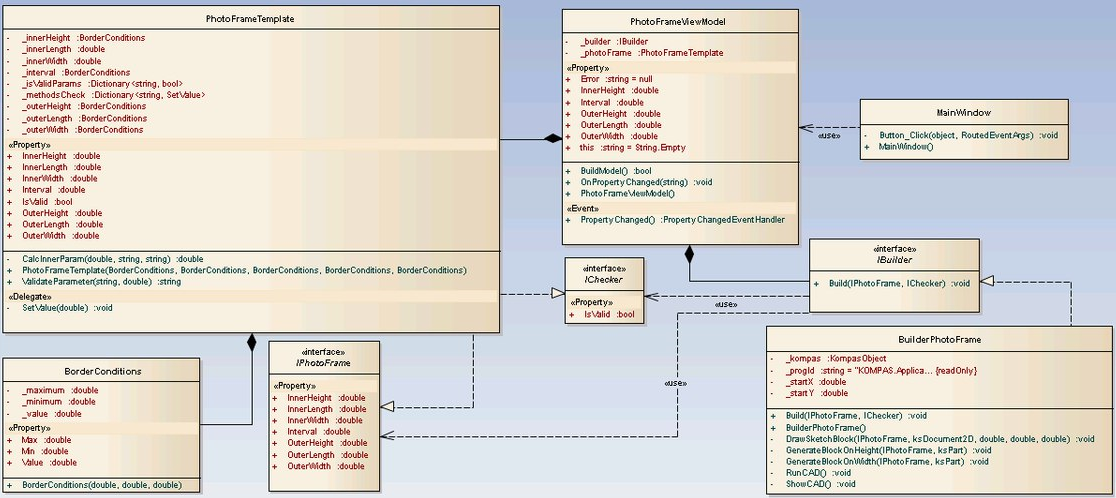 PhotoFrameTemplate
- _innerHeight :BorderConditions
- _innerLength :double
- _innerWidth :double
- _interval :BorderConditions
- _isValidParams :Dictionary<string, bool>
- _methodsCheck :Dictionary<string, SetValue>
- _outerHeight :BorderConditions
- _outerLength :BorderConditions
- _outerWidth :BorderConditions
«Property»
+ InnerHeight :double
+ InnerLength :double
+ InnerWidth :double
+ Interval :double
+ IsValid :bool
+ OuterHeight :double
+ OuterLength :double
+ OuterWidth :double
- CalcInnerParam(double, string, string) :double
+ PhotoFrameTemplate(BorderConditions, BorderConditions, BorderConditions, BorderConditions, BorderConditions)
+ ValidateParameter(string, double) :string
«Delegate»
- SetValue(double) :void
PhotoFrameViewModel
- _builder :IBuilder
- _photoFrame :PhotoFrameTemplate
«Property»
+ Error :string = null
+ InnerHeight :double
+ Interval :double
+ OuterHeight :double
+ OuterLength :double
+ OuterWidth :double
+ this :string = String.Empty
+ BuildModel() :bool
+ OnPropertyChanged(string) :void
+ PhotoFrameViewModel()
«Event»
+ PropertyChanged() :PropertyChangedEventHandler
MainWindow
- Button_Click(object, RoutedEventArgs) :void
+ MainWindow()
«use»
«interface»
IChecker
«Property»
+ IsValid :bool
«interface»
IBuilder
+ Build(IPhotoFrame, IChecker) :void
«use»
«use»
BorderConditions
- _maximum :double
- _minimum :double
- _value :double
«Property»
+ Max :double
+ Min :double
+ Value :double
+ BorderConditions(double, double, double)
«interface»
IPhotoFrame
«Property»
+ InnerHeight :double
+ InnerLength :double
+ InnerWidth :double
+ Interval :double
+ OuterHeight :double
+ OuterLength :double
+ OuterWidth :double
BuilderPhotoFrame
- _kompas :KompasObject
- _progId :string = "KOMPAS.Applica... {readOnly}
- _startX :double
- _startY :double
+ Build(IPhotoFrame, IChecker) :void
+ BuilderPhotoFrame()
- DrawSketchBlock(IPhotoFrame, ksDocument2D, double, double, double) :void
- GenerateBlockOnHeight(IPhotoFrame, ksPart) :void
- GenerateBlockOnWidth(IPhotoFrame, ksPart) :void
- RunCAD() :void
- ShowCAD() :void